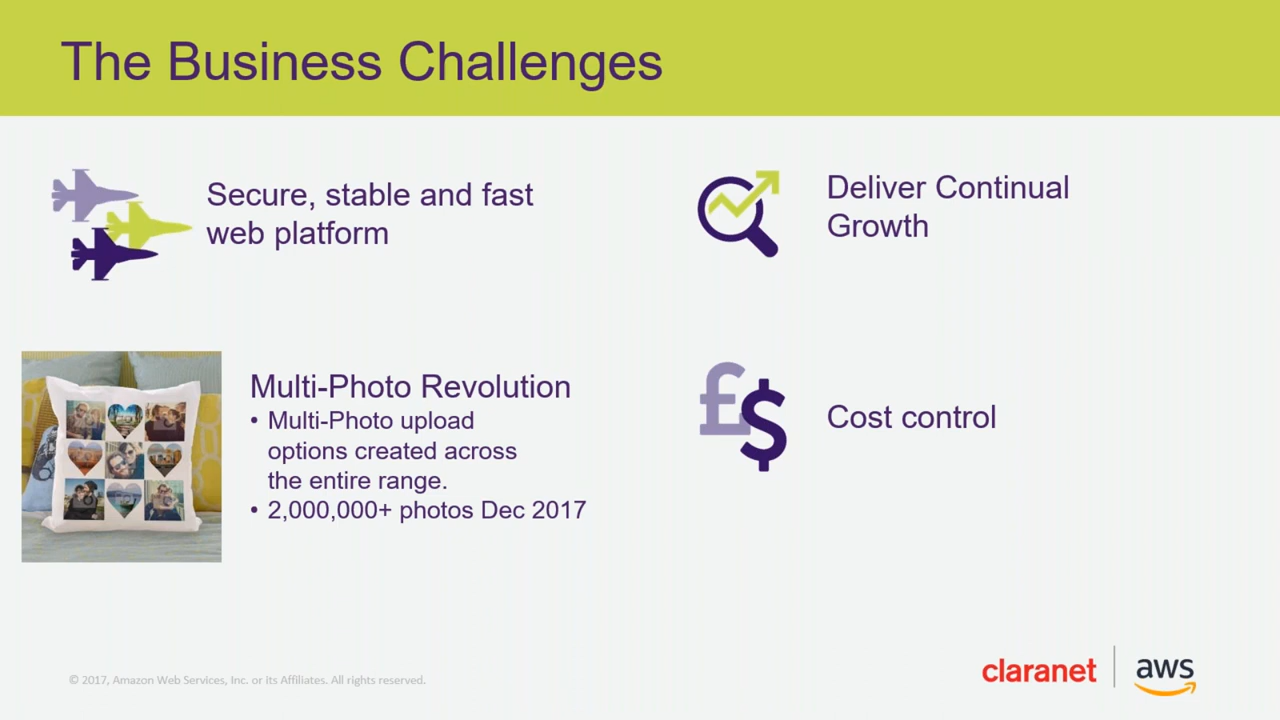 The Business Challenges
Secure, stable and fast
web platform
Deliver Continual
Growth
Multi-Photo Revolution
• Multi-Photo upload
options created across
the entire range.
• 2,000,000+ photos Dec 2017
£$
Cost control
© 2017, Amazon Web Services, Inc. or its Affiliates. All rights reserved.
claranet | aws